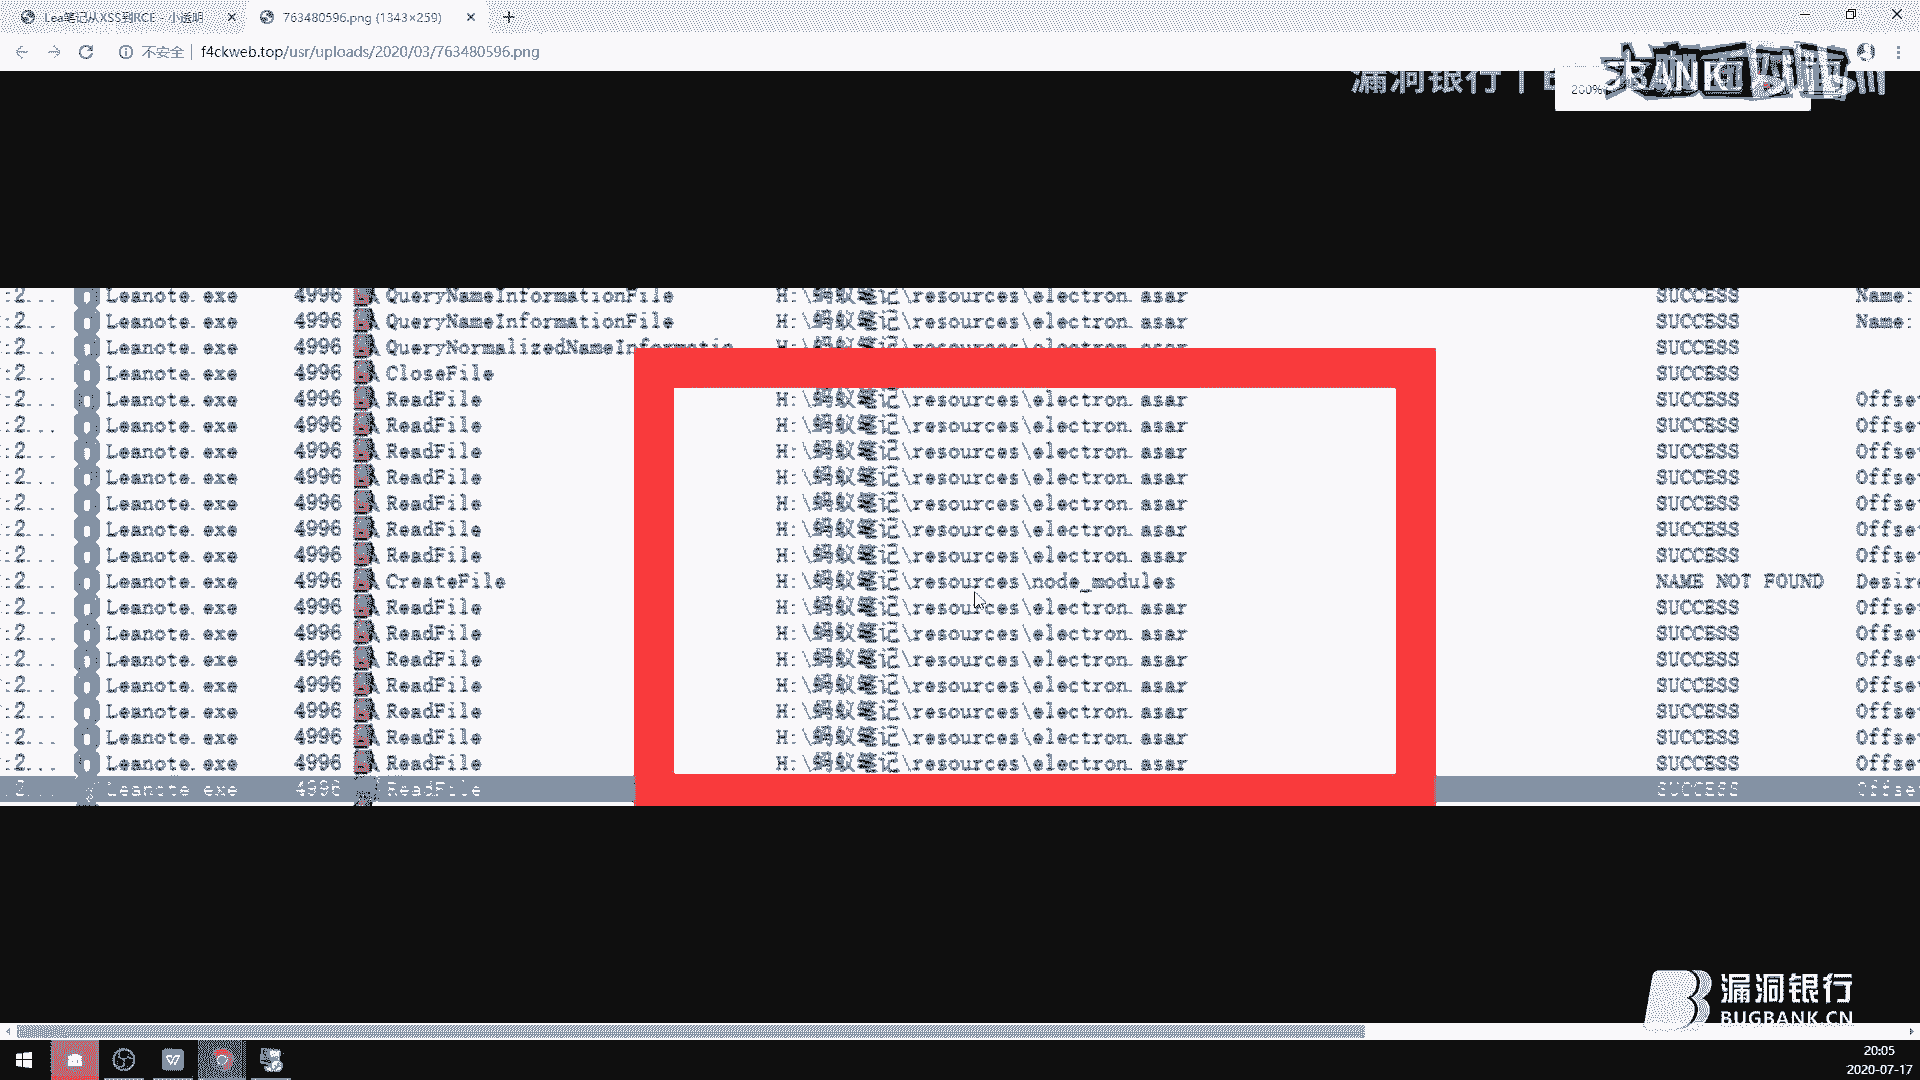 Lea笔记从XSS到RCE - 小透明
763480596.png (1343×259)
不安全 | f4ckweb.top/usr/uploads/2020/03/763480596.png
漏洞银行
200%
:2... Leanote.exe 4996 QueryNameInformationFile H:\蚂蚁笔记\resources\electron.asar SUCCESS Name:
:2... Leanote.exe 4996 QueryNameInformationFile H:\蚂蚁笔记\resources\electron.asar SUCCESS Name:
:2... Leanote.exe 4996 QueryNormalizedNameInformatio H:\蚂蚁笔记\resources\electron.asar SUCCESS
:2... Leanote.exe 4996 CloseFile SUCCESS
:2... Leanote.exe 4996 ReadFile H:\蚂蚁笔记\resources\electron.asar SUCCESS Offse
:2... Leanote.exe 4996 ReadFile H:\蚂蚁笔记\resources\electron.asar SUCCESS Offse
:2... Leanote.exe 4996 ReadFile H:\蚂蚁笔记\resources\electron.asar SUCCESS Offse
:2... Leanote.exe 4996 ReadFile H:\蚂蚁笔记\resources\electron.asar SUCCESS Offse
:2... Leanote.exe 4996 ReadFile H:\蚂蚁笔记\resources\electron.asar SUCCESS Offse
:2... Leanote.exe 4996 ReadFile H:\蚂蚁笔记\resources\electron.asar SUCCESS Offse
:2... Leanote.exe 4996 ReadFile H:\蚂蚁笔记\resources\electron.asar SUCCESS Offse
:2... Leanote.exe 4996 CreateFile H:\蚂蚁笔记\resources\node_modules NAME NOT FOUND Desire
:2... Leanote.exe 4996 ReadFile H:\蚂蚁笔记\resources\electron.asar SUCCESS Offse
:2... Leanote.exe 4996 ReadFile H:\蚂蚁笔记\resources\electron.asar SUCCESS Offse
:2... Leanote.exe 4996 ReadFile H:\蚂蚁笔记\resources\electron.asar SUCCESS Offse
:2... Leanote.exe 4996 ReadFile H:\蚂蚁笔记\resources\electron.asar SUCCESS Offse
:2... Leanote.exe 4996 ReadFile H:\蚂蚁笔记\resources\electron.asar SUCCESS Offse
:2... Leanote.exe 4996 ReadFile H:\蚂蚁笔记\resources\electron.asar SUCCESS Offse
:2... Leanote.exe 4996 ReadFile H:\蚂蚁笔记\resources\electron.asar SUCCESS Offse
:2... Leanote.exe 4996 ReadFile SUCCESS Offse
漏洞银行
BUGBANK.CN
20:05
2020-07-17